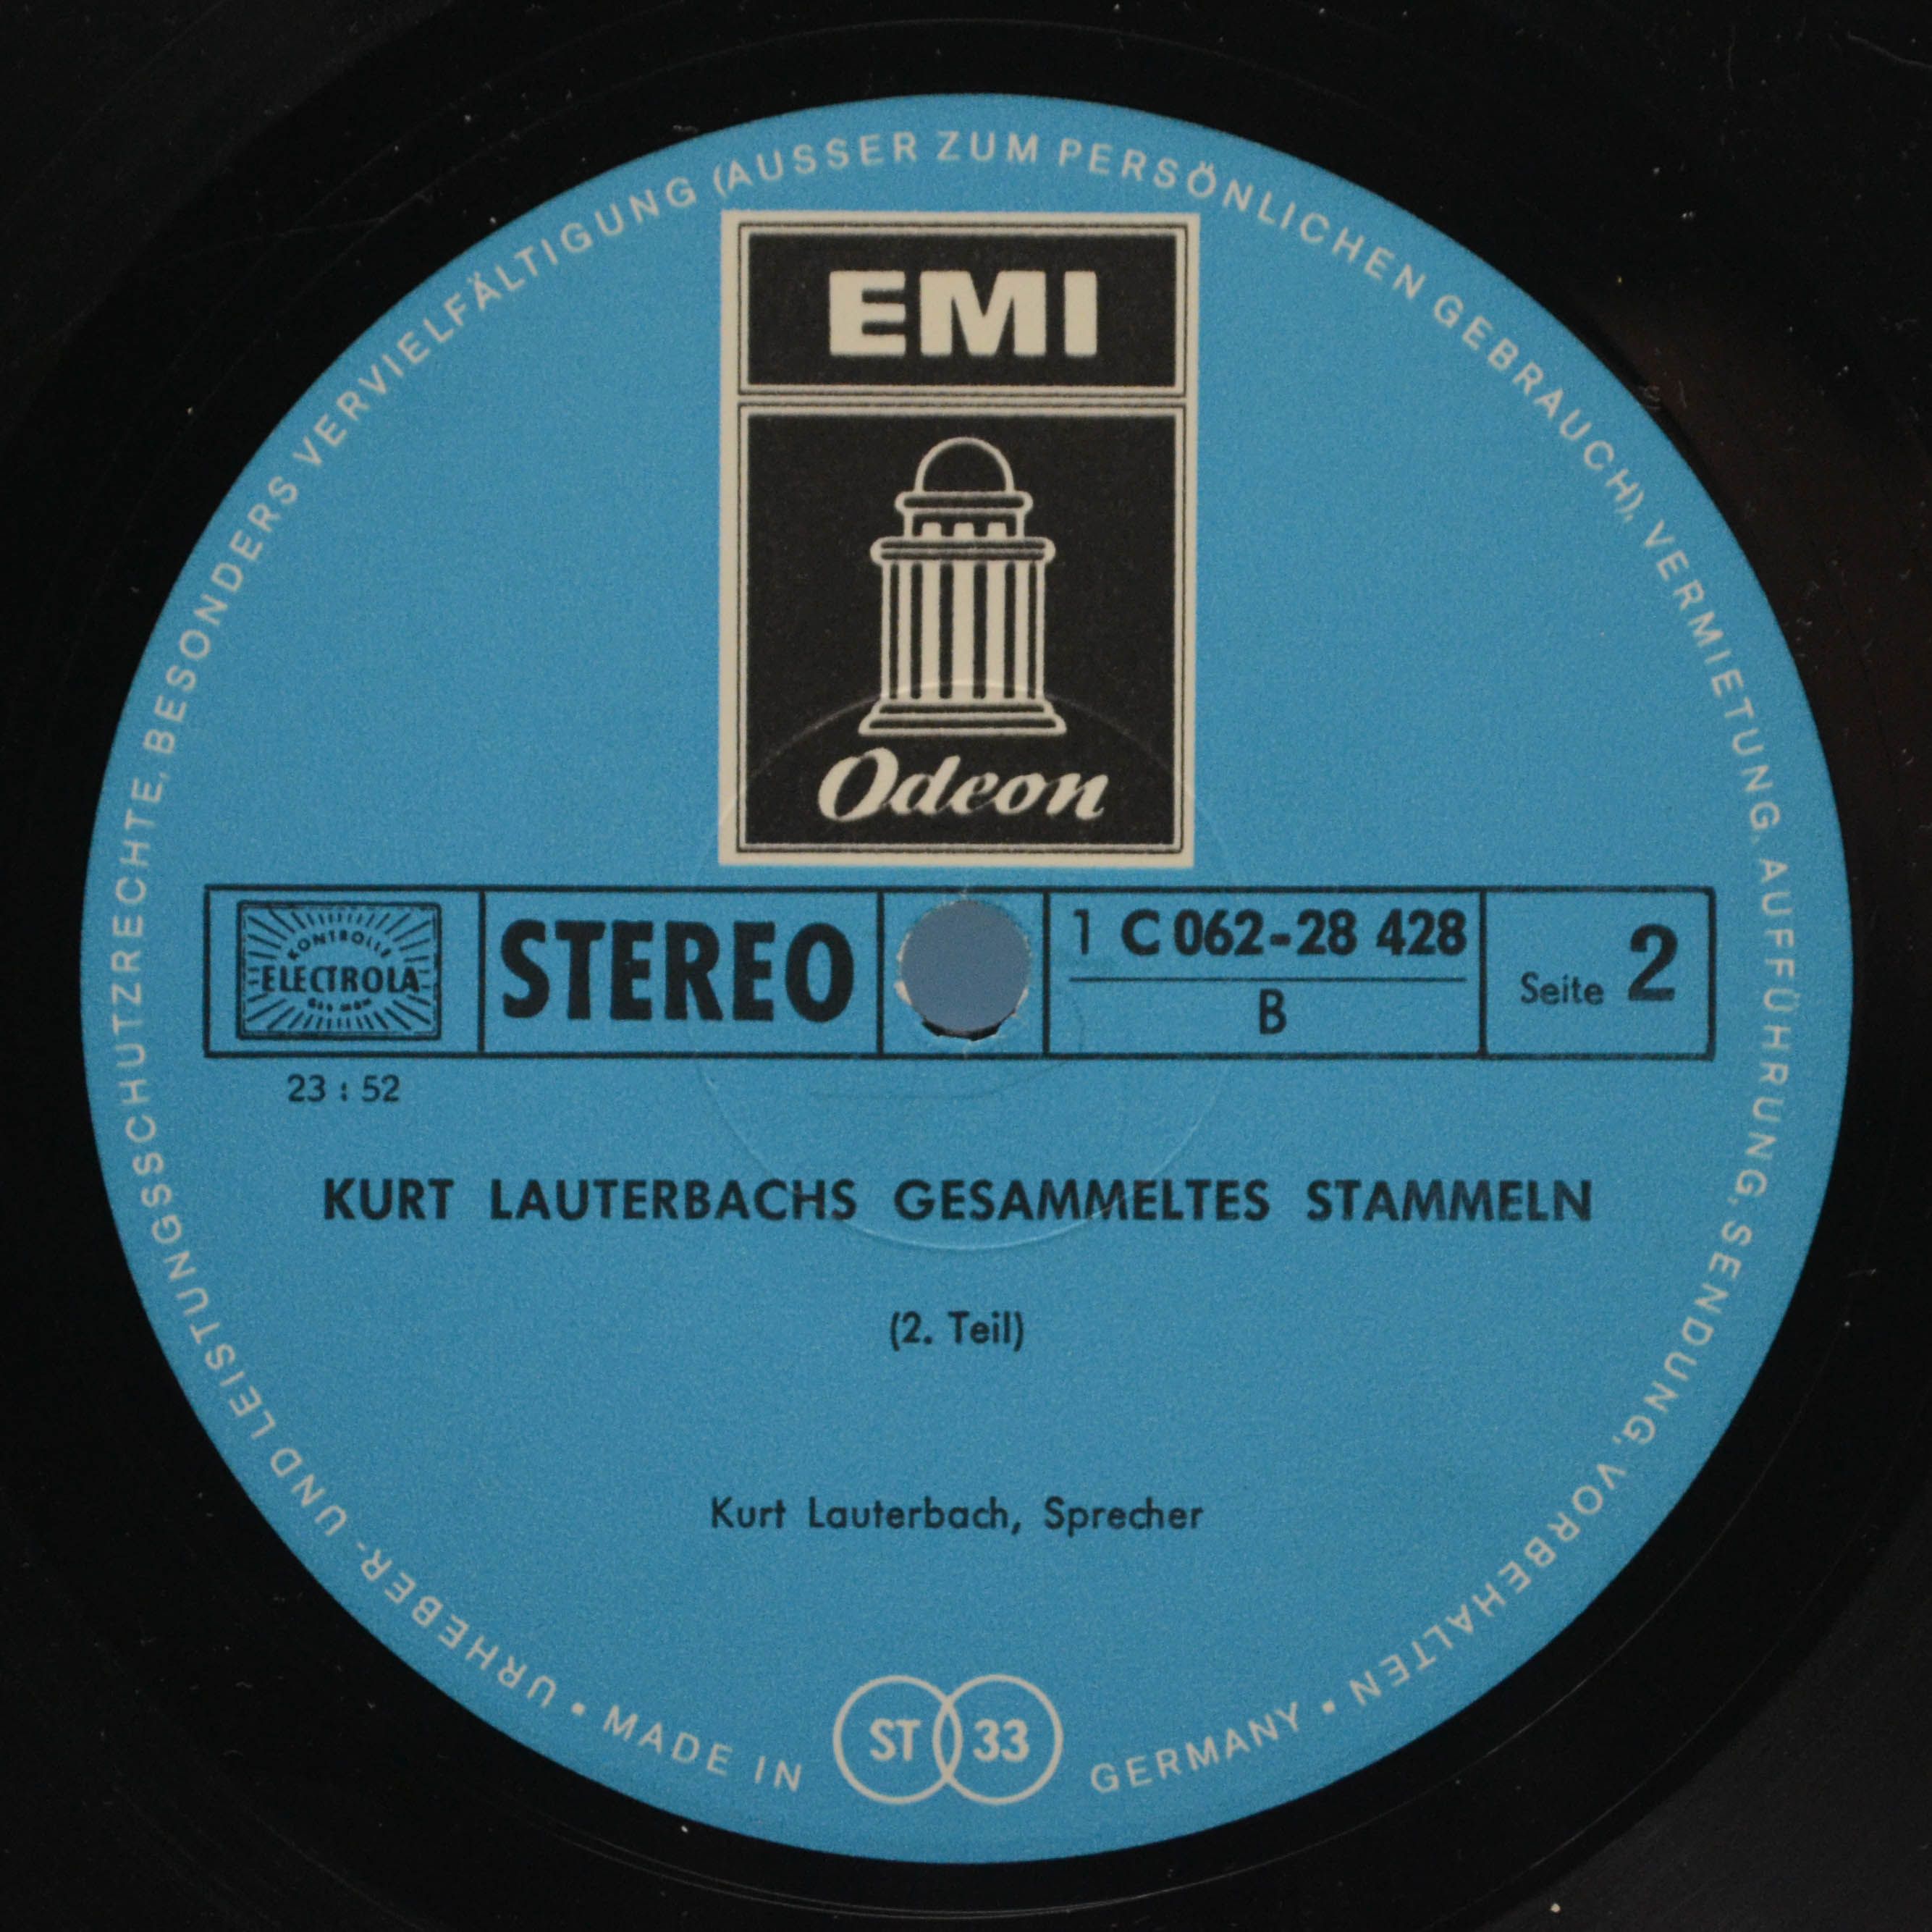 URHEBER- UND LEISTUNGSSCHUTZRECHTE, BESONDERS VERVIELFÄLTIGUNG (AUSSER ZUM PERSÖNLICHEN GEBRAUCH), VERMIETUNG, AUFFÜHRUNG, SENDUNG, VORBEHALTEN •
EMI
Odeon
KONTROLLE
ELECTROLA
STEREO
1 C 062-28 428
B
Seite 2
23 : 52
KURT LAUTERBACHS GESAMMELTES STAMMELN
(2. Teil)
Kurt Lauterbach, Sprecher
• MADE IN
ST 33
GERMANY